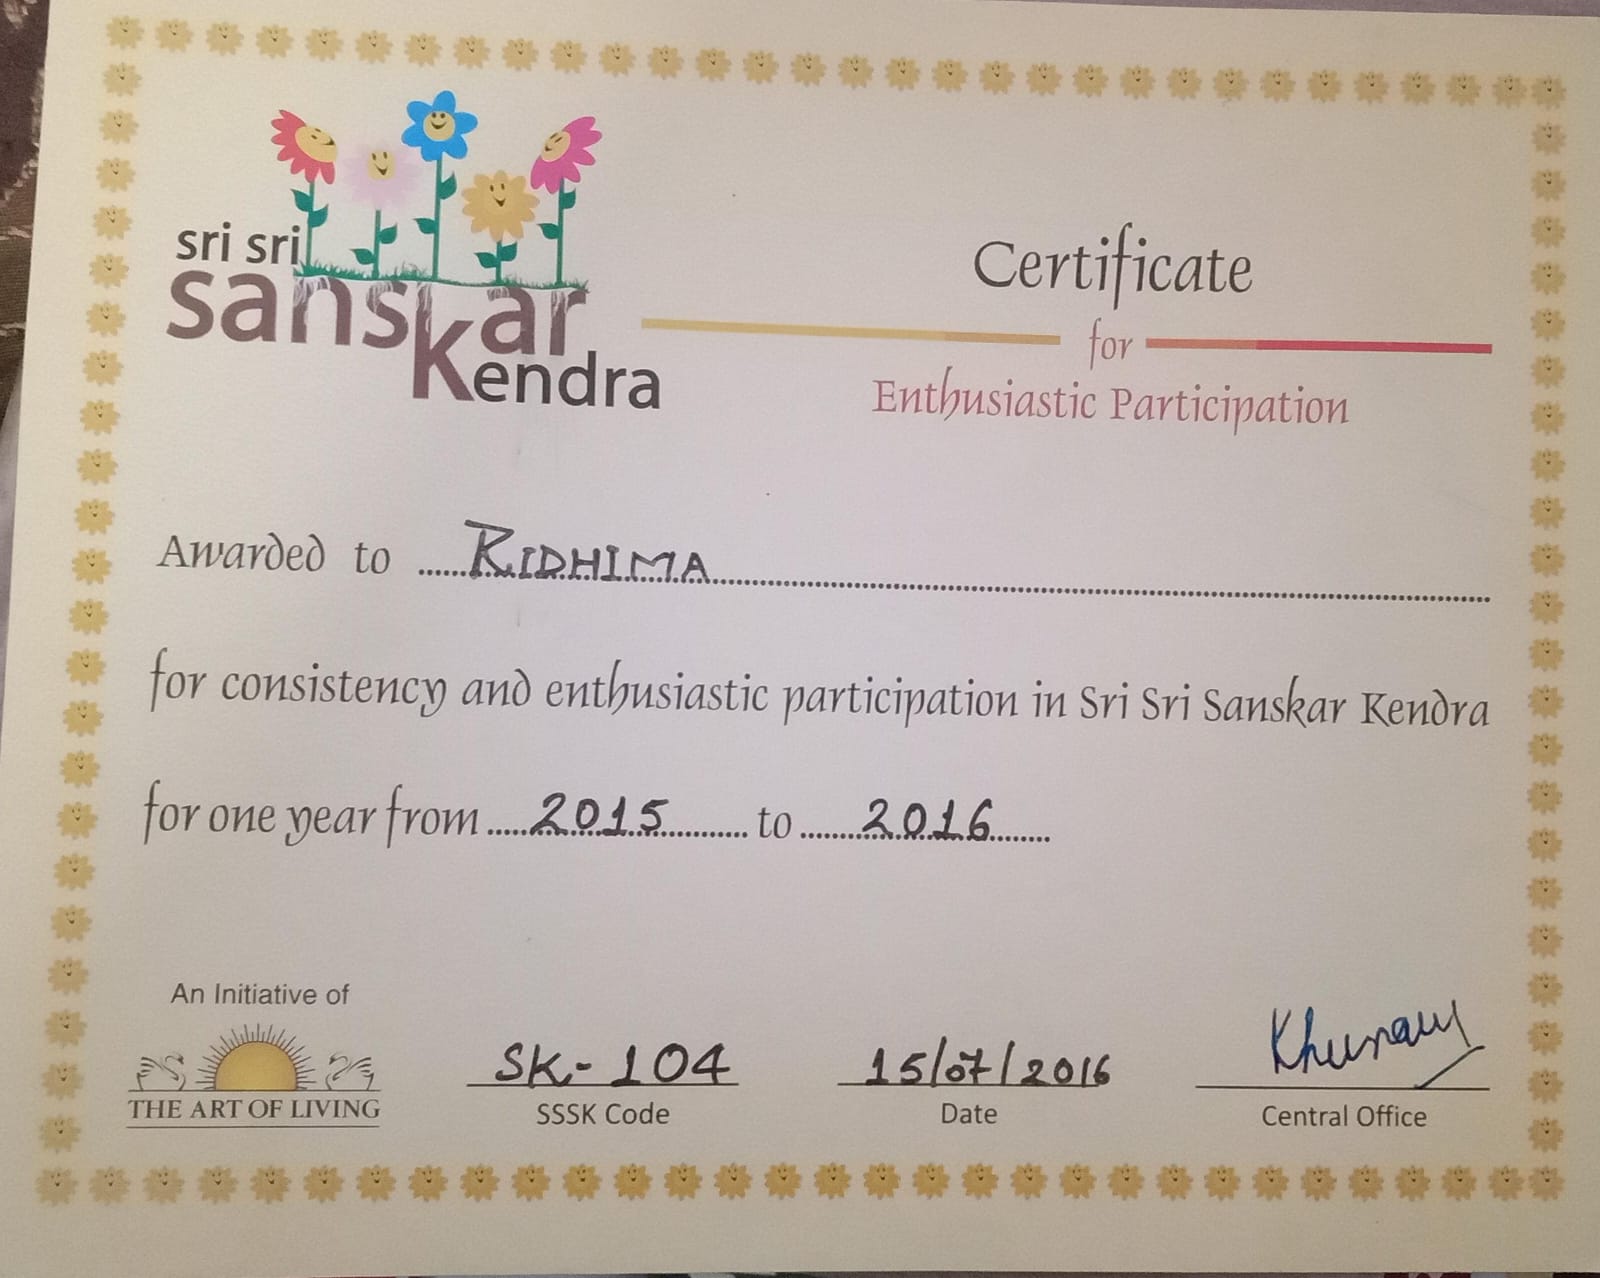 sri sri
sanskar
Kendra
Certificate
for
Enthusiastic Participation
Awarded to ......RIDHIMA......
for consistency and enthusiastic participation in Sri Sri Sanskar Kendra
for one year from ......2015...... to ......2016......
An Initiative of
THE ART OF LIVING
SK-104
SSSK Code
15/07/2016
Date
Central Office